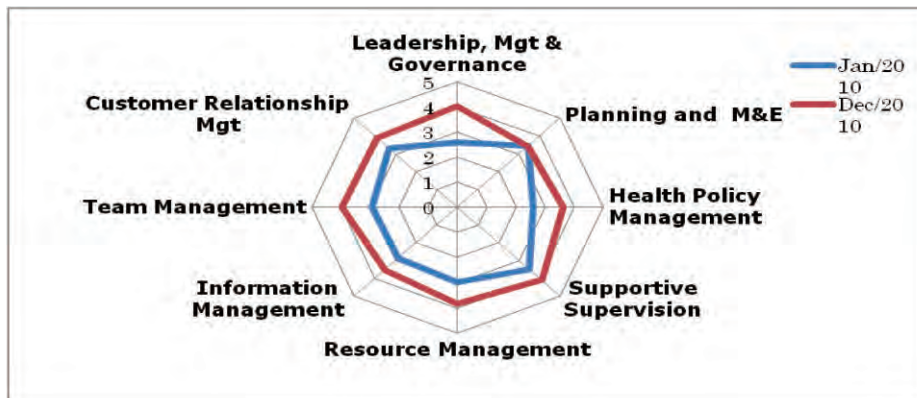 Leadership, Mgt &
Governance
Jan/20
10
Dec/20
10
5
4
3
2
1
0
Customer Relationship
Mgt
Planning and M&E
Team Management
Health Policy
Management
Information
Management
Supportive
Supervision
Resource Management